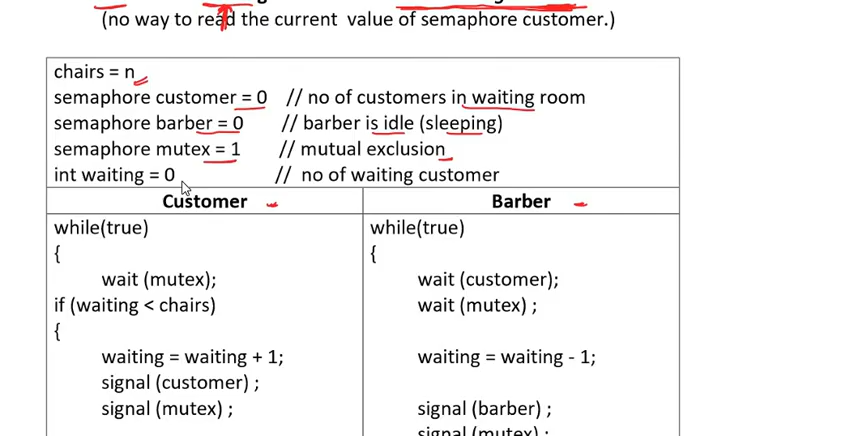 (no way to read the current value of semaphore customer.)
chairs = n
semaphore customer = 0 // no of customers in waiting room
semaphore barber = 0 // barber is idle (sleeping)
semaphore mutex = 1 // mutual exclusion
int waiting = 0 // no of waiting customer
Customer
Barber
while(true)
{
wait (mutex);
if (waiting < chairs)
{
waiting = waiting + 1;
signal (customer) ;
signal (mutex) ;
while(true)
{
wait (customer);
wait (mutex) ;
waiting = waiting - 1;
signal (barber) ;
signal (mutex) ;